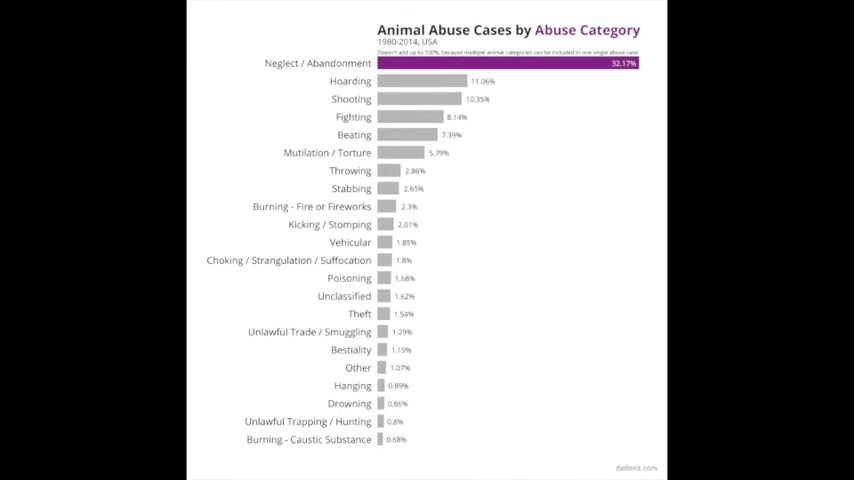 Animal Abuse Cases by Abuse Category
1980-2014, USA
Doesn't add up to 100%, because multiple animal categories can be included in one single abuse case
Neglect / Abandonment 32.17%
Hoarding 11.06%
Shooting 10.35%
Fighting 8.14%
Beating 7.39%
Mutilation / Torture 5.79%
Throwing 2.86%
Stabbing 2.65%
Burning - Fire or Fireworks 2.3%
Kicking / Stomping 2.01%
Vehicular 1.85%
Choking / Strangulation / Suffocation 1.8%
Poisoning 1.68%
Unclassified 1.62%
Theft 1.54%
Unlawful Trade / Smuggling 1.29%
Bestiality 1.19%
Other 1.07%
Hanging 0.89%
Drowning 0.86%
Unlawful Trapping / Hunting 0.8%
Burning - Caustic Substance 0.68%
dadaviz.com